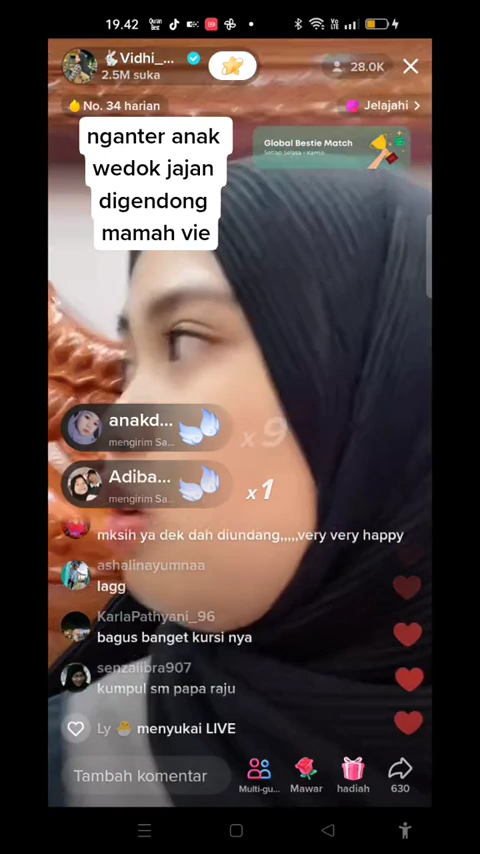 19.42
Vidhi_...
2.5M suka
28.0K
No. 34 harian
Jelajahi >
nganter anak
wedok jajan
digendong
mamah vie
Global Bestie Match
Setiap Selasa - Kamis
anakd...
mengirim Sa...
x9
Adiba...
mengirim Sa...
x1
mksih ya dek dah diundang,,,,,very very happy
ashalinayumnaa
lagg
KarlaPathyani_96
bagus banget kursi nya
senzalibra907
kumpul sm papa raju
Ly 🐣 menyukai LIVE
Tambah komentar
Multi-gu...
Mawar
hadiah
630